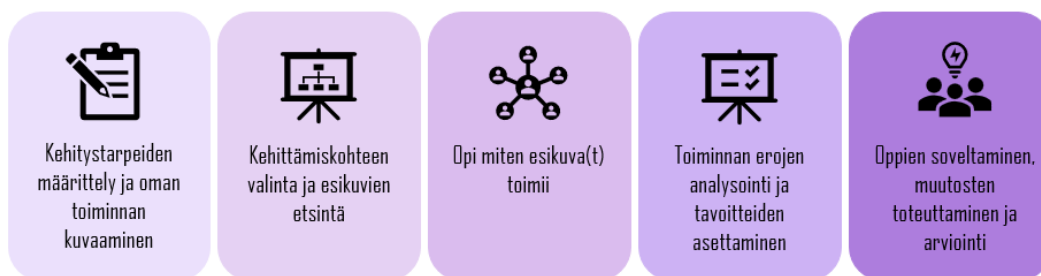 Kehitystarpeiden
määrittely ja oman
toiminnan
kuvaaminen
Kehittämiskohteen
valinta ja esikuvien
etsintä
Opi miten esikuva(t)
toimii
Toiminnan erojen
analysointi ja
tavoitteiden
asettaminen
Oppien soveltaminen,
muutosten
toteuttaminen ja
arviointi